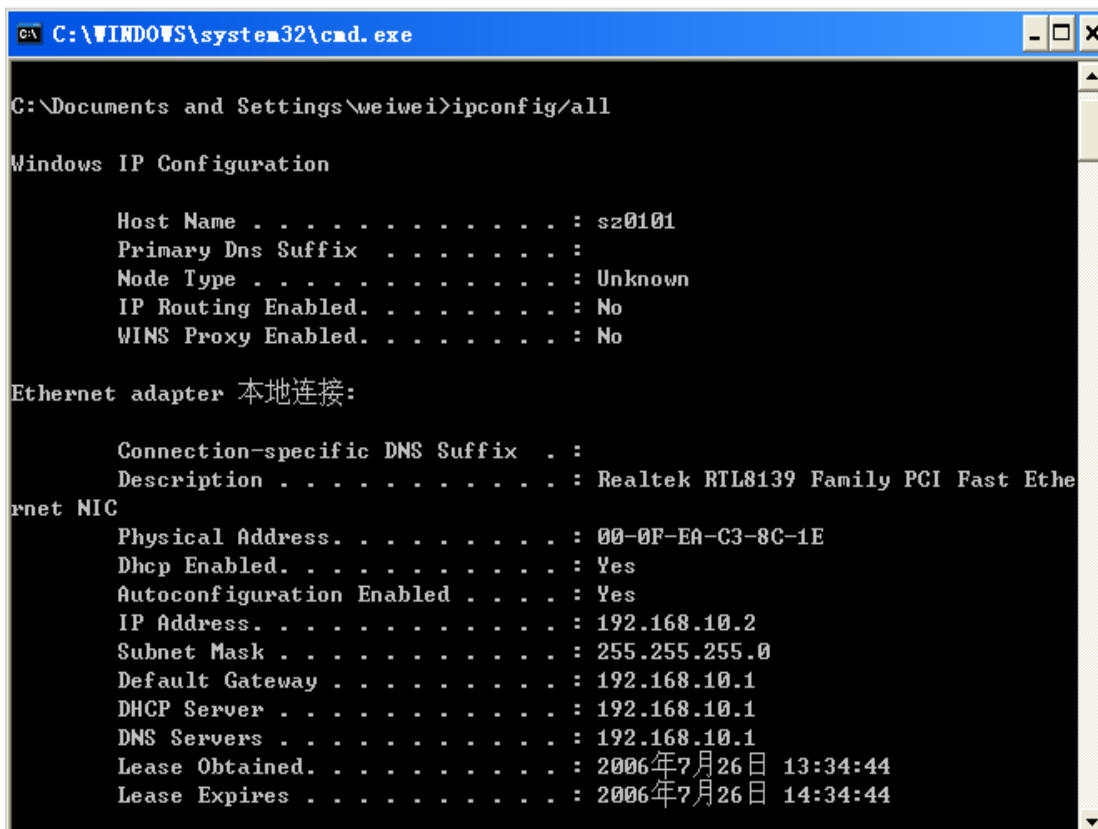 C:\WINDOWS\system32\cmd.exe
C:\Documents and Settings\weiwei>ipconfig/all
Windows IP Configuration
Host Name . . . . . . . . . . . . : sz0101
Primary Dns Suffix  . . . . . . . :
Node Type . . . . . . . . . . . . : Unknown
IP Routing Enabled. . . . . . . . : No
WINS Proxy Enabled. . . . . . . . : No
Ethernet adapter 本地连接:
Connection-specific DNS Suffix  . :
Description . . . . . . . . . . . : Realtek RTL8139 Family PCI Fast Ethe
rnet NIC
Physical Address. . . . . . . . . : 00-0F-EA-C3-8C-1E
Dhcp Enabled. . . . . . . . . . . : Yes
Autoconfiguration Enabled . . . . : Yes
IP Address. . . . . . . . . . . . : 192.168.10.2
Subnet Mask . . . . . . . . . . . : 255.255.255.0
Default Gateway . . . . . . . . . : 192.168.10.1
DHCP Server . . . . . . . . . . . : 192.168.10.1
DNS Servers . . . . . . . . . . . : 192.168.10.1
Lease Obtained. . . . . . . . . . : 2006年7月26日 13:34:44
Lease Expires . . . . . . . . . . : 2006年7月26日 14:34:44